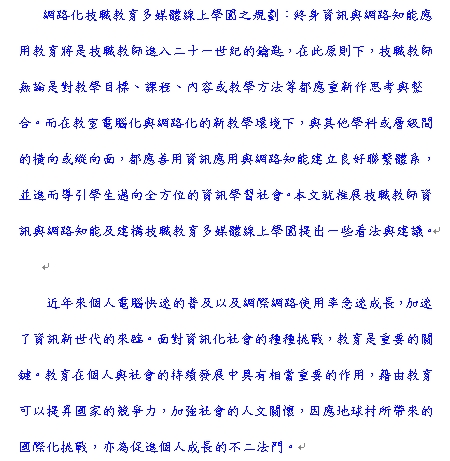 網路化技職教育多媒體線上學園之規劃：終身資訊與網路知能應
用教育將是技職教師進入二十一世紀的鑰匙，在此原則下，技職教師
無論是對教學目標、課程、內容或教學方法等都應重新作思考與整
合。而在教室電腦化與網路化的新教學環境下，與其他學科或層級間
的橫向或縱向面，都應善用資訊應用與網路知能建立良好聯繫體系，
並進而導引學生邁向全方位的資訊學習社會。本文就推展技職教師資
訊與網路知能及建構技職教育多媒體線上學園提出一些看法與建議。
近年來個人電腦快速的普及以及網際網路使用率急速成長，加速
了資訊新世代的來臨。面對資訊化社會的種種挑戰，教育是重要的關
鍵。教育在個人與社會的持續發展中具有相當重要的作用，藉由教育
可以提昇國家的競爭力，加強社會的人文關懷，因應地球村所帶來的
國際化挑戰，亦為促進個人成長的不二法門。